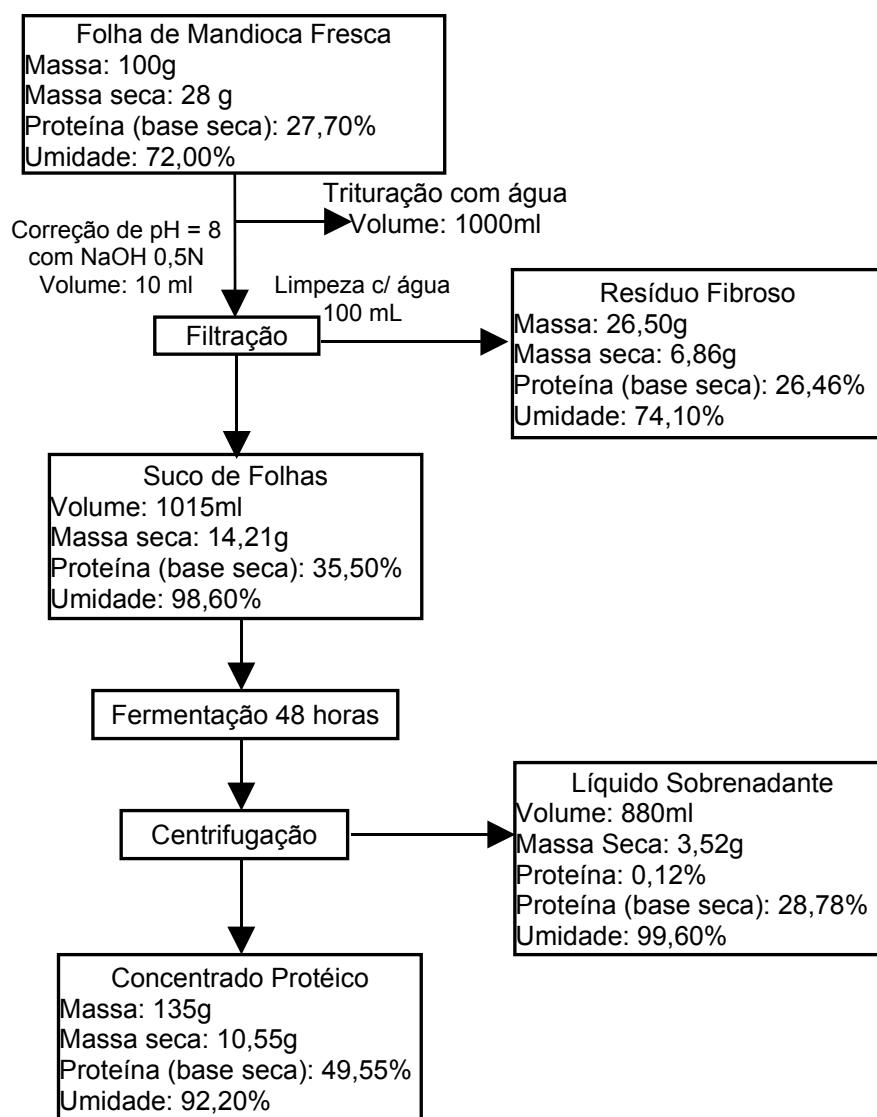 Folha de Mandioca Fresca
Massa: 100g
Massa seca: 28 g
Proteína (base seca): 27,70%
Umidade: 72,00%
Trituração com água
Volume: 1000ml
Correção de pH = 8
com NaOH 0,5N
Volume: 10 ml
Limpeza c/ água
100 mL
Filtração
Resíduo Fibroso
Massa: 26,50g
Massa seca: 6,86g
Proteína (base seca): 26,46%
Umidade: 74,10%
Suco de Folhas
Volume: 1015ml
Massa seca: 14,21g
Proteína (base seca): 35,50%
Umidade: 98,60%
Fermentação 48 horas
Centrifugação
Líquido Sobrenadante
Volume: 880ml
Massa Seca: 3,52g
Proteína: 0,12%
Proteína (base seca): 28,78%
Umidade: 99,60%
Concentrado Protéico
Massa: 135g
Massa seca: 10,55g
Proteína (base seca): 49,55%
Umidade: 92,20%